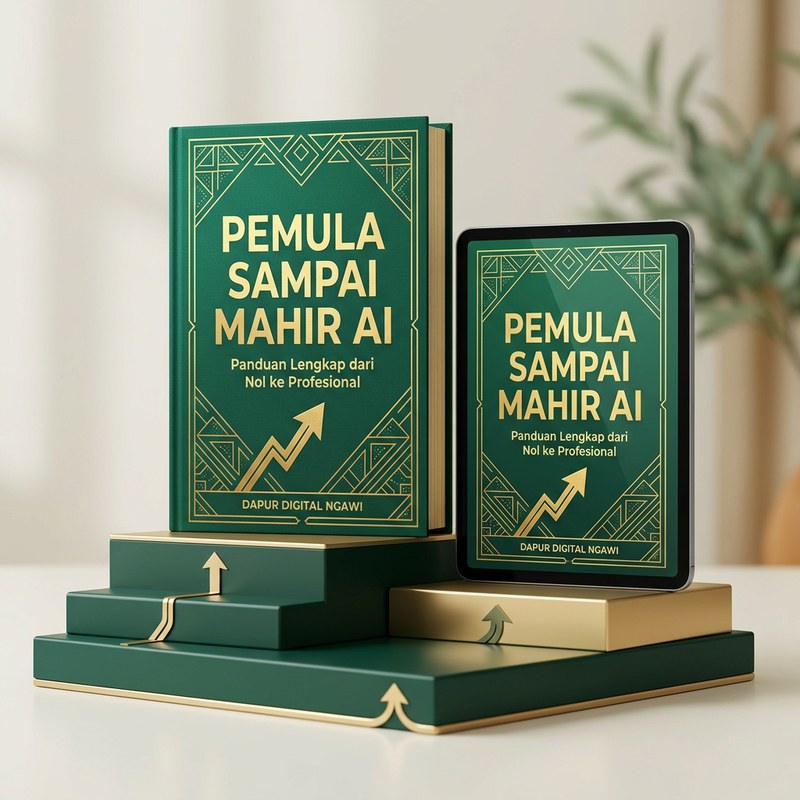 PEMULA
SAMPAI
MAHIR AI
Panduan Lengkap dari
Nol ke Profesional
DAPUR DIGITAL NGAWI
PEMULA
SAMPAI
MAHIR AI
Panduan Lengkap dari
Nol ke Profesional
DAPUR DIGITAL NGAWI